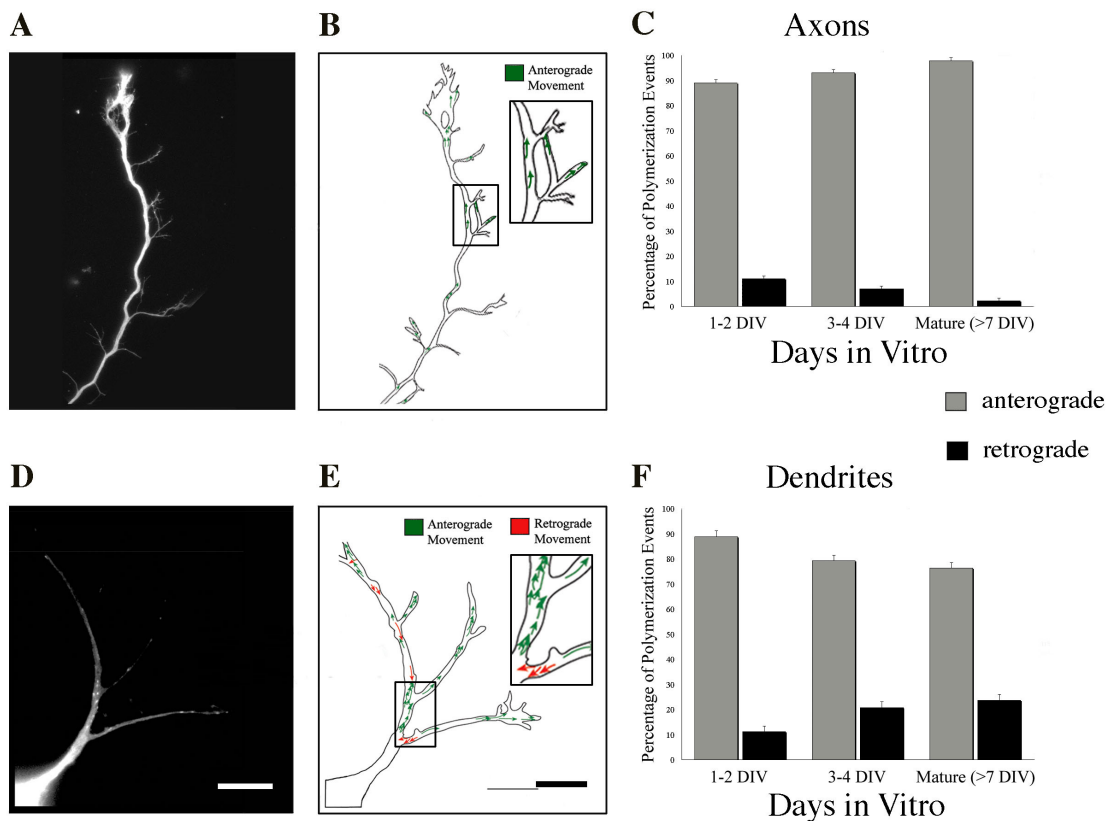 A
B
Anterograde
Movement
C
Axons
Percentage of Polymerization Events
100
90
80
70
60
50
40
30
20
10
0
1-2 DIV
3-4 DIV
Mature (>7 DIV)
Days in Vitro
anterograde
retrograde
D
E
Anterograde
Movement
Retrograde
Movement
F
Dendrites
Percentage of Polymerization Events
100
90
80
70
60
50
40
30
20
10
0
1-2 DIV
3-4 DIV
Mature (>7 DIV)
Days in Vitro